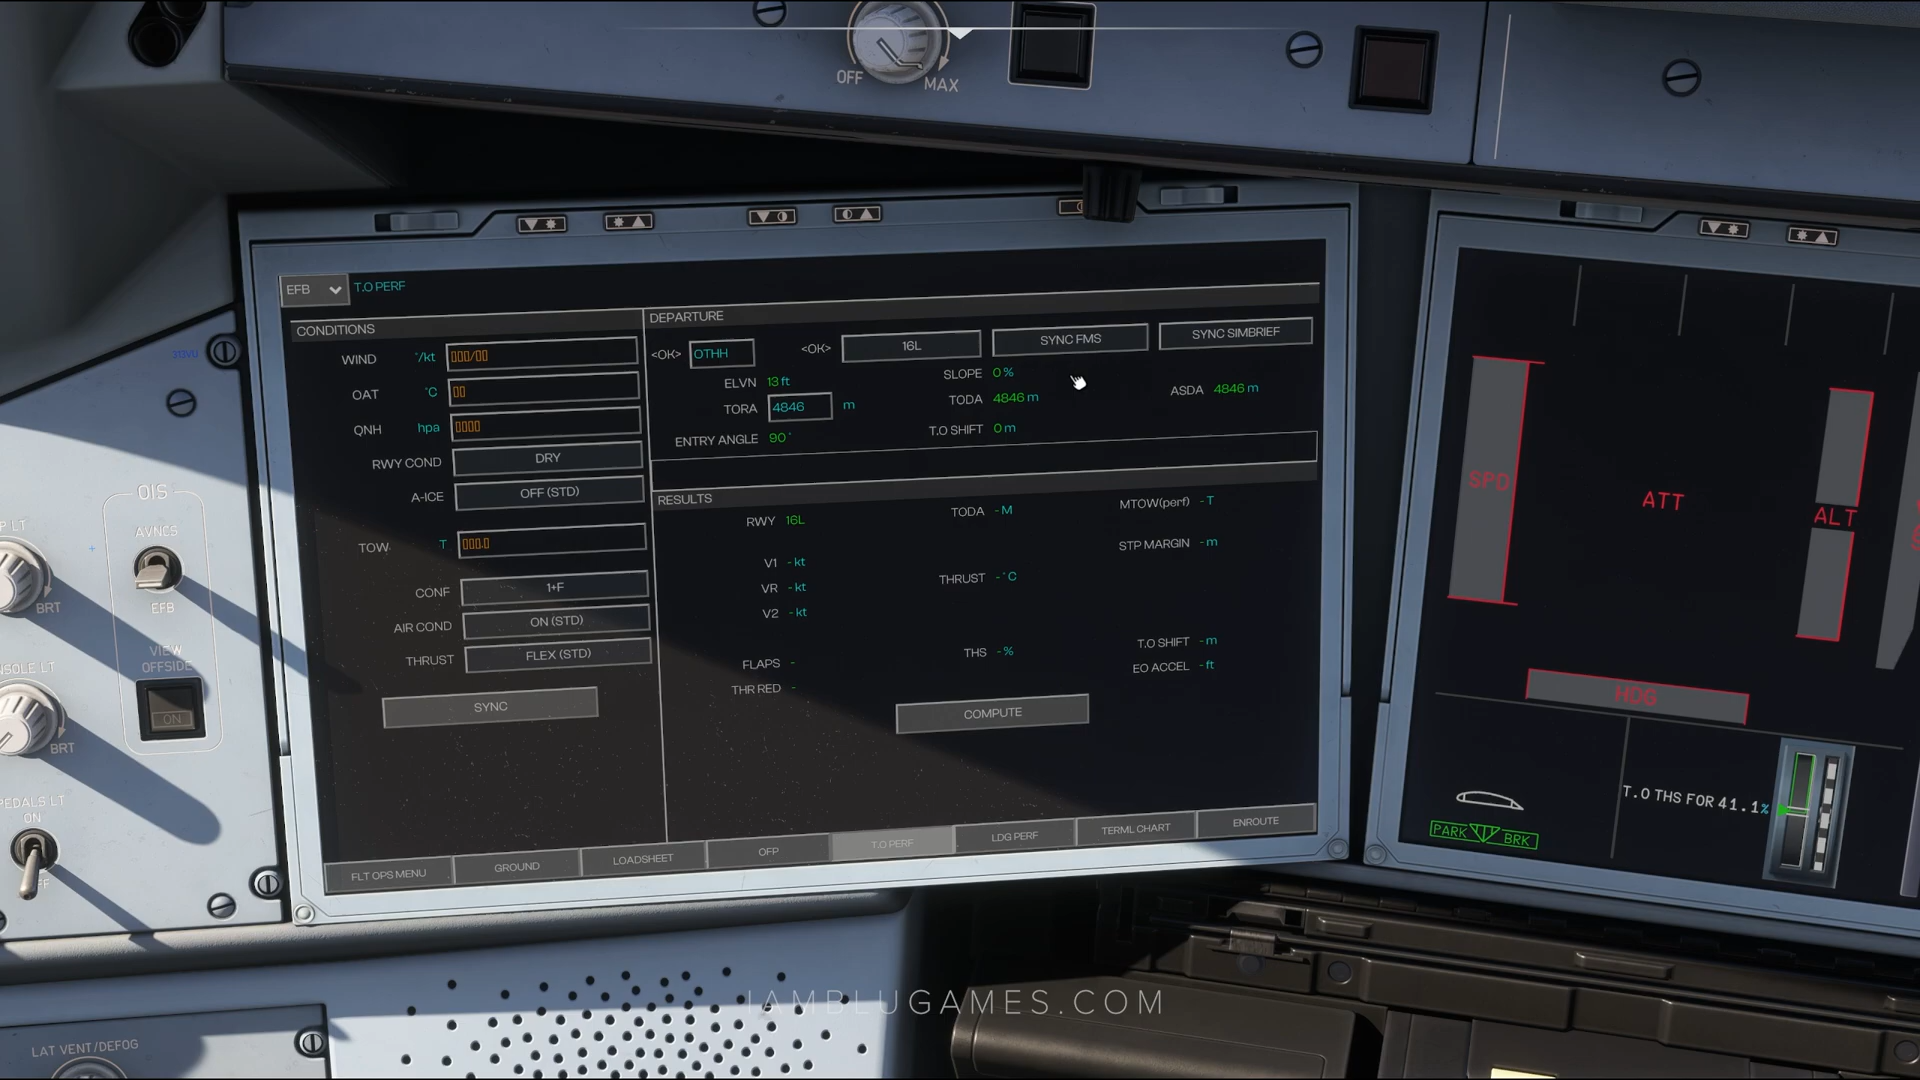 OFF
MAX
EFB
T.O PERF
CONDITIONS
WIND °/kt
OAT °C
QNH hpa
RWY COND DRY
A-ICE OFF (STD)
TOW T
CONF 1+F
AIR COND ON (STD)
THRUST FLEX (STD)
SYNC
DEPARTURE
<OK> OTHH <OK> 16L SYNC FMS SYNC SIMBRIEF
ELVN 13 ft SLOPE 0 %
TORA 4846 m TODA 4846 m ASDA 4846 m
ENTRY ANGLE 90° T.O SHIFT 0 m
RESULTS
RWY 16L TODA - M MTOW(perf) - T
STP MARGIN - m
V1 - kt
VR - kt THRUST - °C
V2 - kt
FLAPS - THS - % T.O SHIFT - m
THR RED - EO ACCEL - ft
COMPUTE
FLT OPS MENU GROUND LOADSHEET OFP T.O PERF LDG PERF TERML CHART ENROUTE
313VU
OIS
AVNCS
EFB
VIEW
OFFSIDE
ON
P LT
BRT
NSOLE LT
BRT
PEDALS LT
ON
FF
LAT VENT/DEFOG
SPD
ATT
ALT
HDG
T.O THS FOR 41.1%
PARK BRK
IAMBLUGAMES.COM